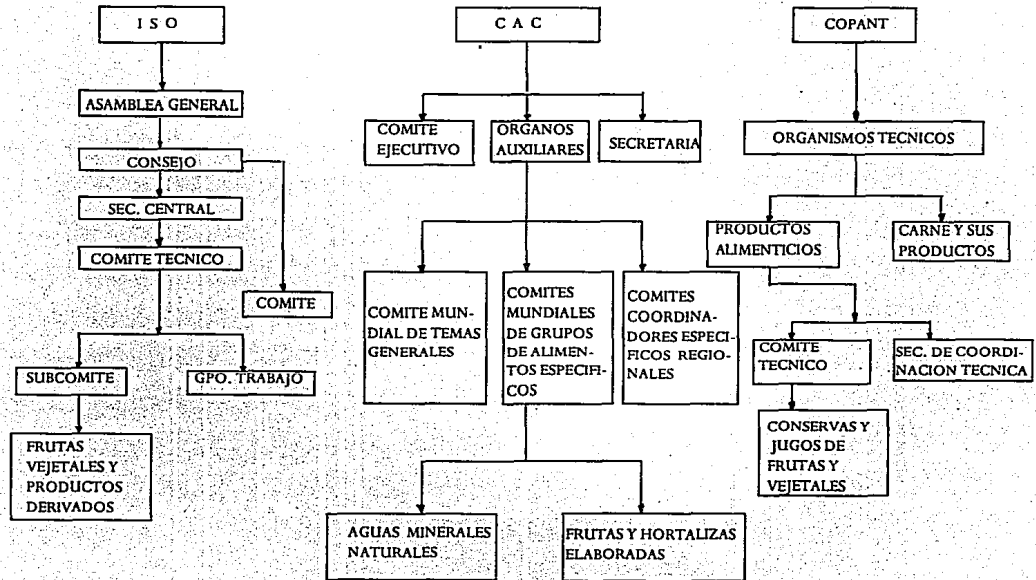 I S O
ASAMBLEA GENERAL
CONSEJO
SEC. CENTRAL
COMITE TECNICO
COMITE
SUBCOMITE
GPO. TRABAJO
FRUTAS
VEJETALES Y
PRODUCTOS
DERIVADOS
C A C
COMITE
EJECUTIVO
ORGANOS
AUXILIARES
SECRETARIA
COMITE MUN-
DIAL DE TEMAS
GENERALES
COMITES
MUNDIALES
DE GRUPOS
DE ALIMEN-
TOS ESPECIFI-
COS
COMITES
COORDINA-
DORES ESPECI-
FICOS REGIO-
NALES
AGUAS MINERALES
NATURALES
FRUTAS Y HORTALIZAS
ELABORADAS
COPANT
ORGANISMOS TECNICOS
PRODUCTOS
ALIMENTICIOS
CARNE Y SUS
PRODUCTOS
COMITE
TECNICO
SEC. DE COORDI-
NACION TECNICA
CONSERVAS Y
JUGOS DE
FRUTAS Y
VEJETALES